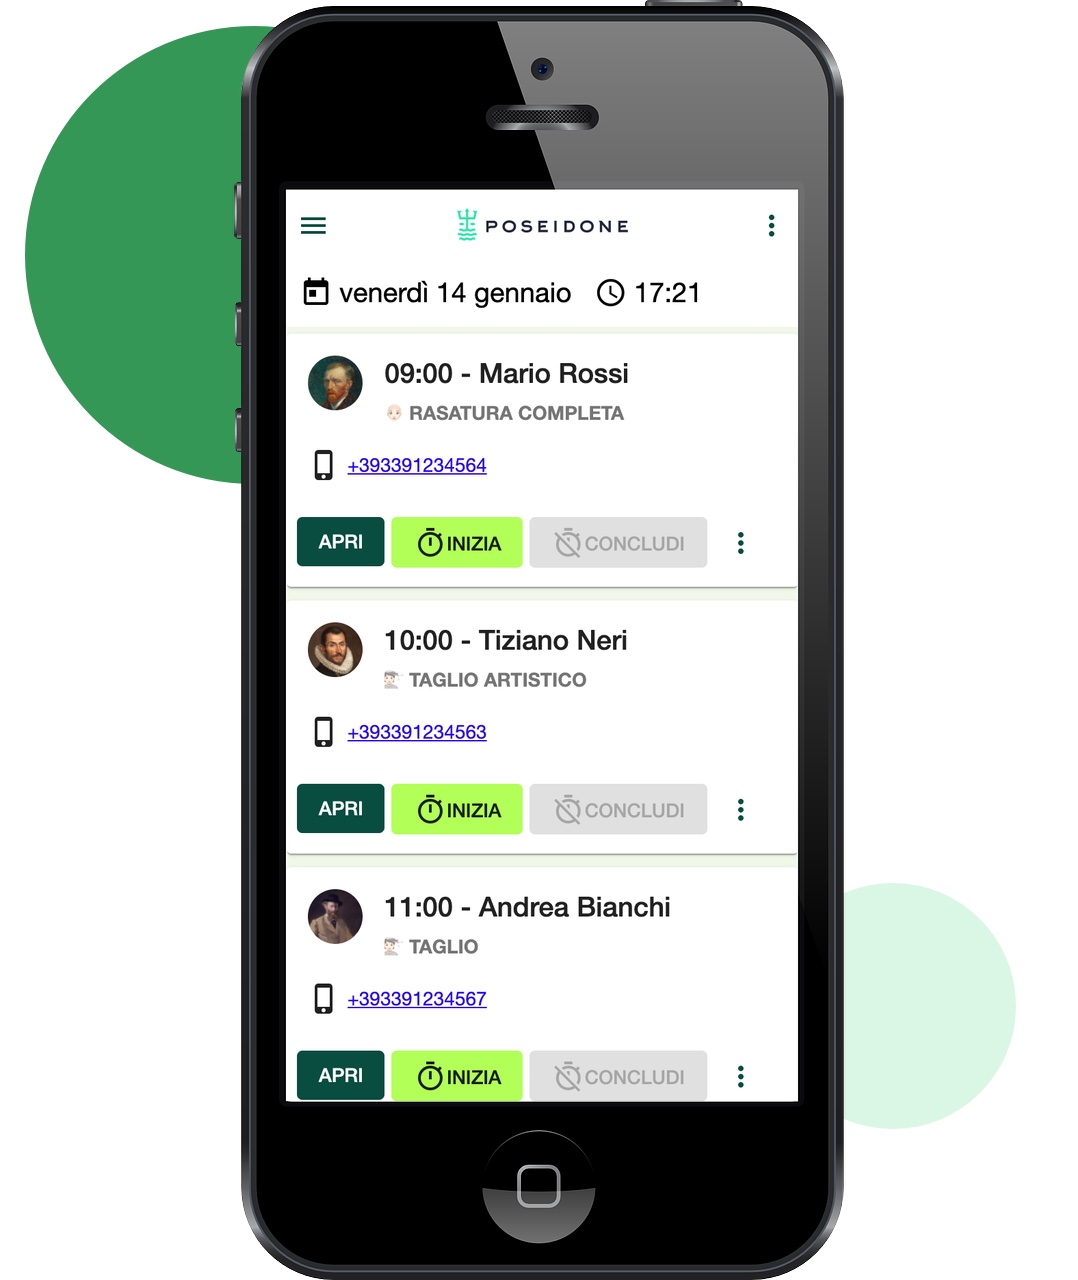 POSEIDONE
venerdì 14 gennaio 17:21
09:00 - Mario Rossi
RASATURA COMPLETA
+393391234564
APRI INIZIA CONCLUDI
10:00 - Tiziano Neri
TAGLIO ARTISTICO
+393391234563
APRI INIZIA CONCLUDI
11:00 - Andrea Bianchi
TAGLIO
+393391234567
APRI INIZIA CONCLUDI